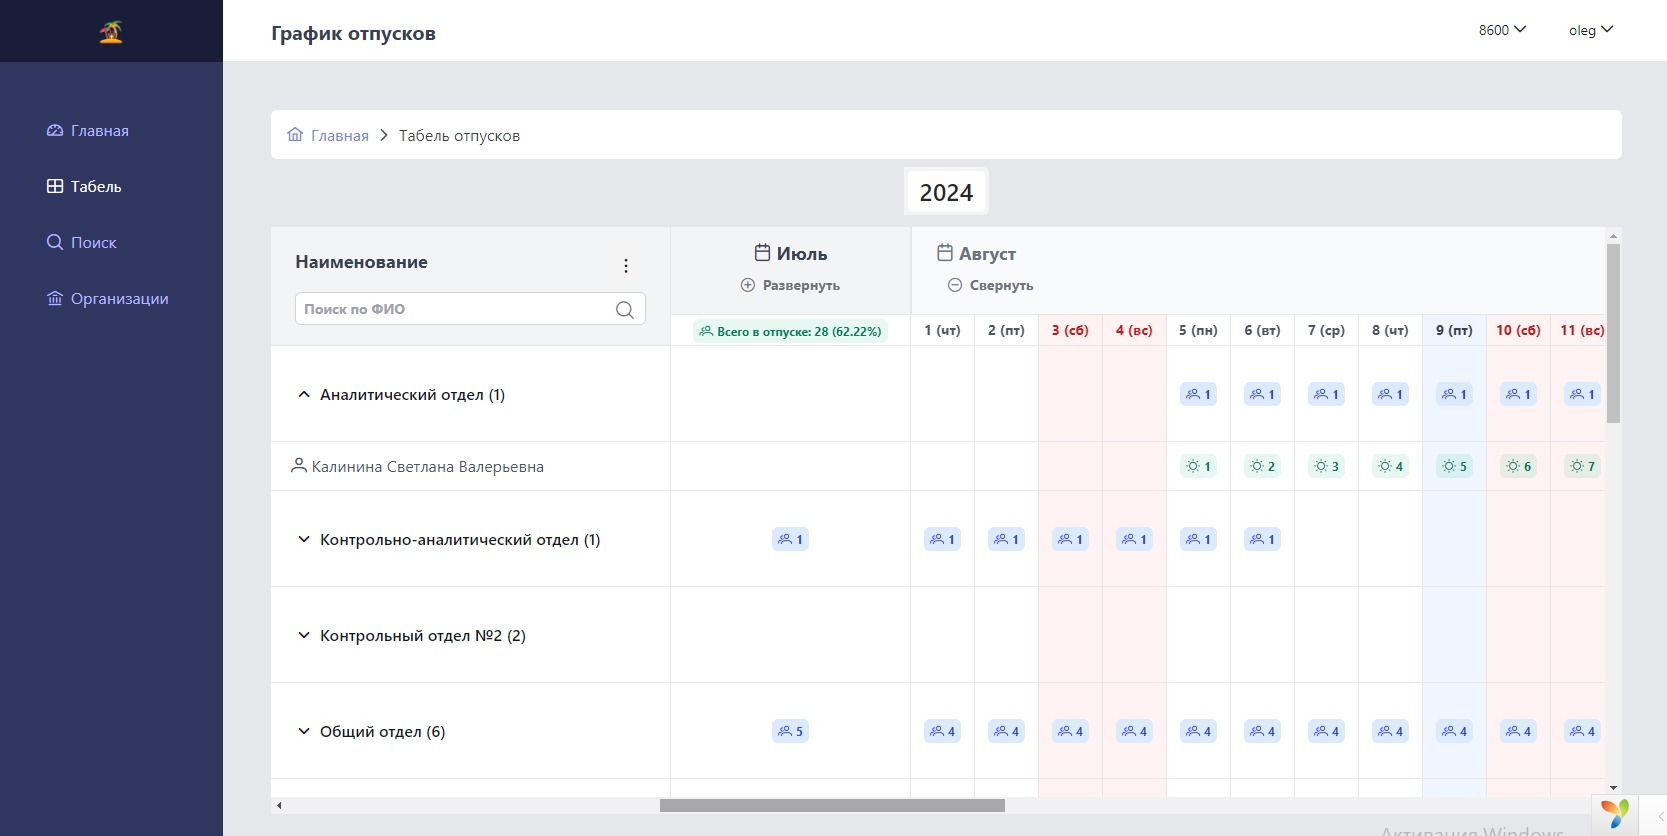 График отпусков
8600
oleg
Главная
Табель
Поиск
Организации
Главная > Табель отпусков
2024
Наименование
Поиск по ФИО
Июль
Развернуть
Август
Свернуть
Всего в отпуске: 28 (62.22%)
1 (чт) 2 (пт) 3 (сб) 4 (вс) 5 (пн) 6 (вт) 7 (ср) 8 (чт) 9 (пт) 10 (сб) 11 (вс)
Аналитический отдел (1) 1 1 1 1 1 1 1
Калинина Светлана Валерьевна 1 2 3 4 5 6 7
Контрольно-аналитический отдел (1) 1 1 1 1 1 1 1
Контрольный отдел №2 (2)
Общий отдел (6) 5 4 4 4 4 4 4 4 4 4 4 4
Активация Windows